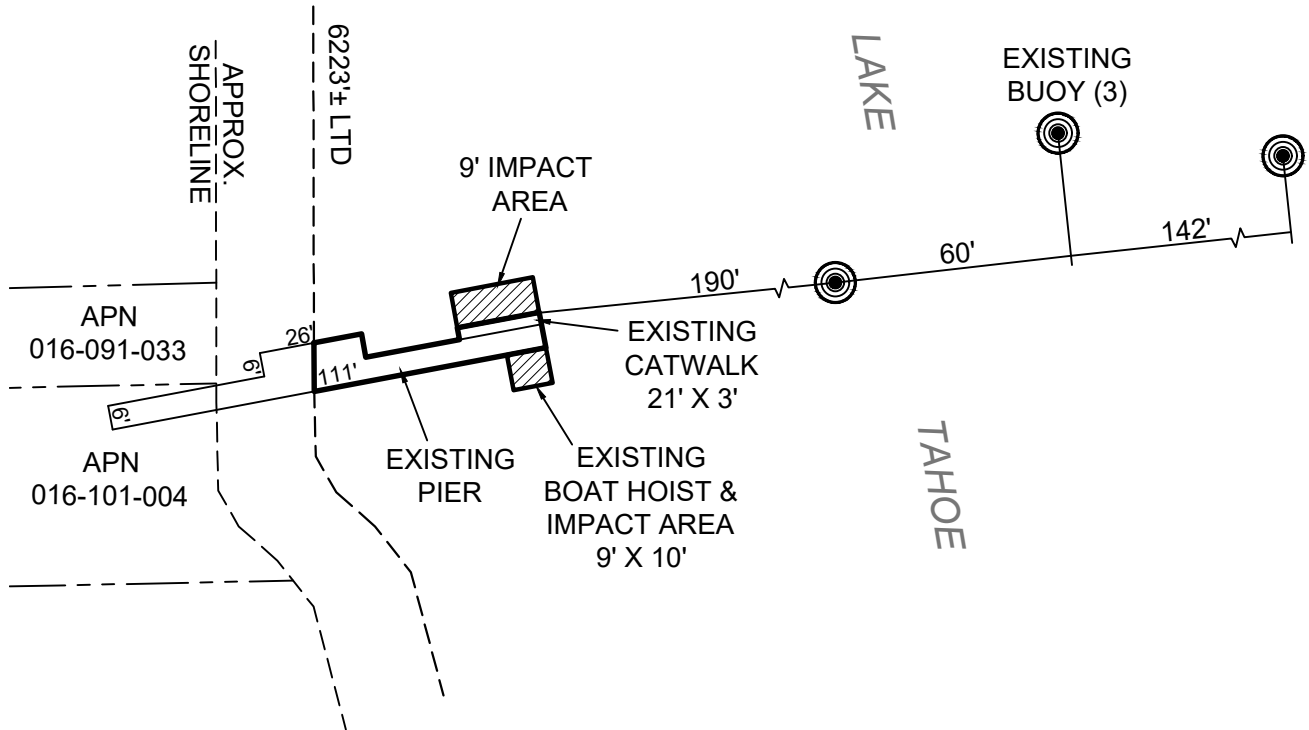 APPROX.
SHORELINE
6223'± LTD
LAKE
EXISTING
BUOY (3)
9' IMPACT
AREA
190'
60'
142'
APN
016-091-033
26'
6'
111'
6'
EXISTING
CATWALK
21' X 3'
APN
016-101-004
EXISTING
PIER
EXISTING
BOAT HOIST &
IMPACT AREA
9' X 10'
TAHOE